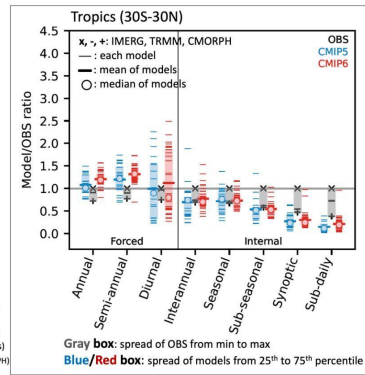 Tropics (30S-30N)
4.5
4.0
3.5
3.0
2.5
2.0
1.5
1.0
0.5
0.0
Model/OBS ratio
x, -, +: IMERG, TRMM, CMORPH
: each model
: mean of models
: median of models
OBS
CMIP5
CMIP6
Forced
Internal
Annual
Semi-annual
Diurnal
Interannual
Seasonal
Sub-seasonal
Synoptic
Sub-daily
s)
PH)
Gray box: spread of OBS from min to max
Blue/Red box: spread of models from 25th to 75th percentile